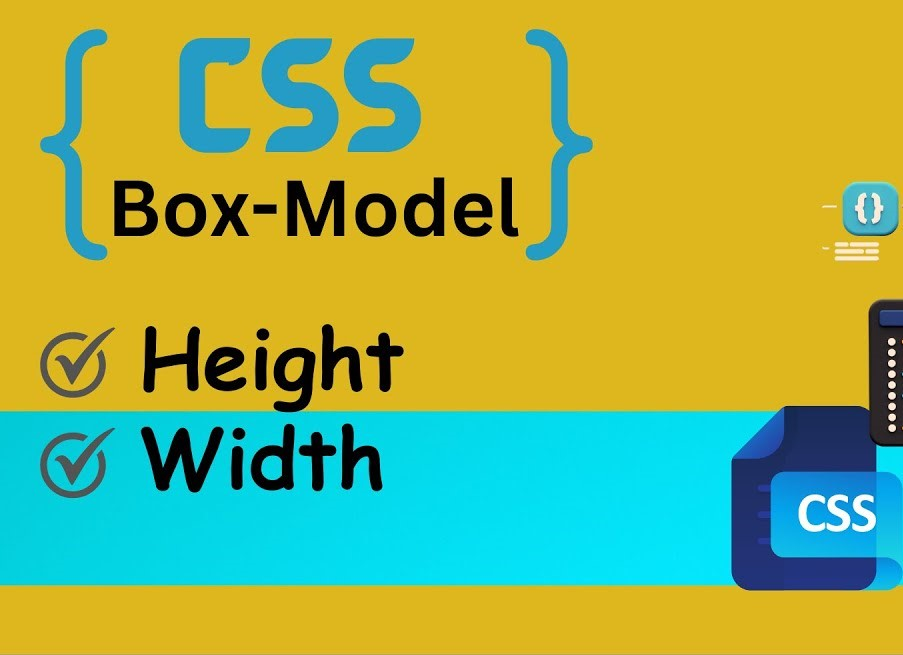 { CSS }
Box-Model
{}
Height
Width
CSS